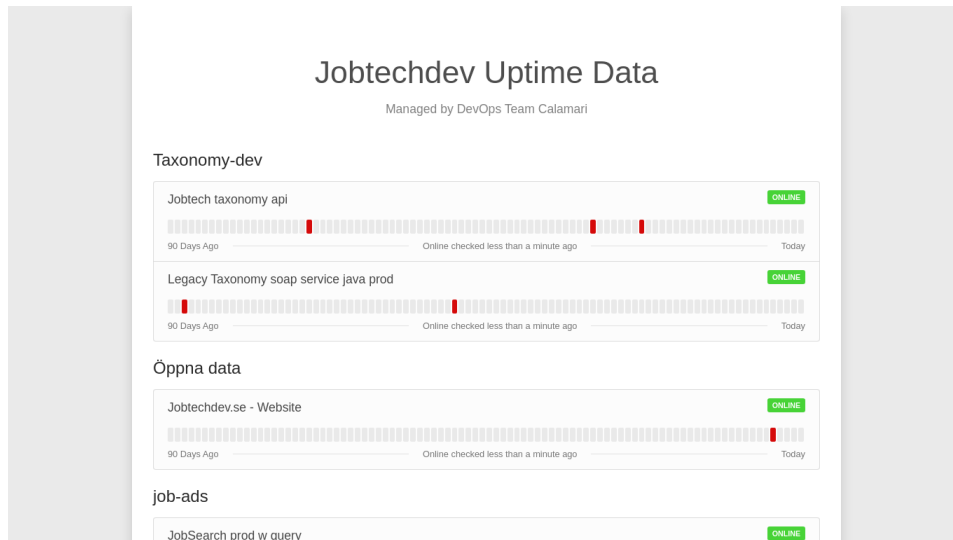 Jobtechdev Uptime Data
Managed by DevOps Team Calamari
Taxonomy-dev
Jobtech taxonomy api ONLINE
90 Days Ago Online checked less than a minute ago Today
Legacy Taxonomy soap service java prod ONLINE
90 Days Ago Online checked less than a minute ago Today
Öppna data
Jobtechdev.se - Website ONLINE
90 Days Ago Online checked less than a minute ago Today
job-ads
JobSearch prod w query ONLINE